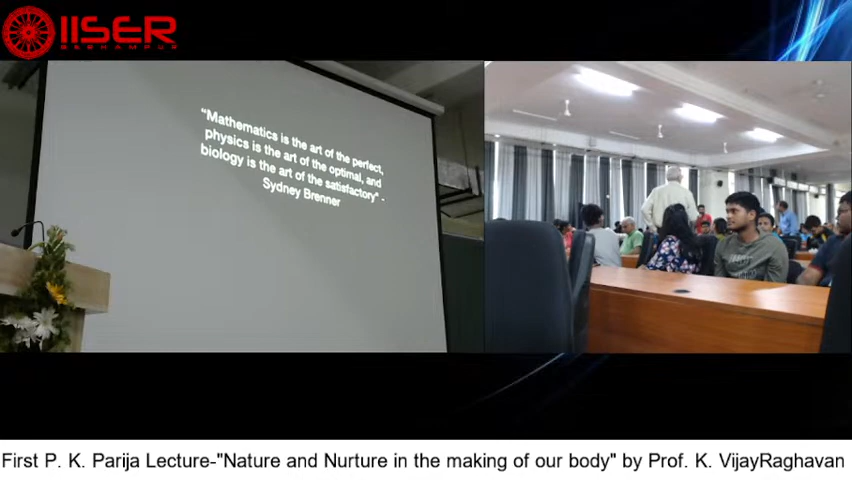 IISER
BERHAMPUR
"Mathematics is the art of the perfect,
physics is the art of the optimal, and
biology is the art of the satisfactory" -
Sydney Brenner
First P. K. Parija Lecture-"Nature and Nurture in the making of our body" by Prof. K. VijayRaghavan